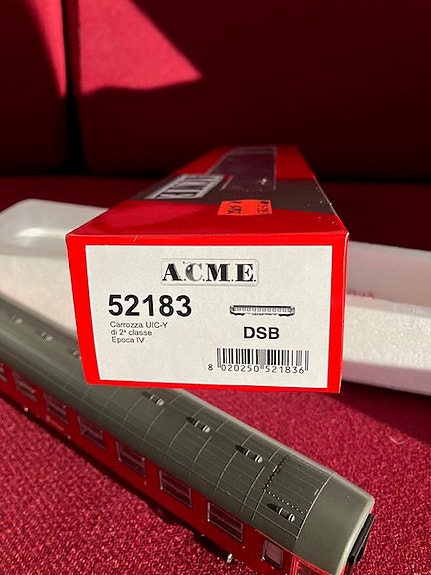 A.C.M.E.
52183
Carrozza UIC-Y
di 2ª classe
Epoca IV
DSB
8 020250 521836